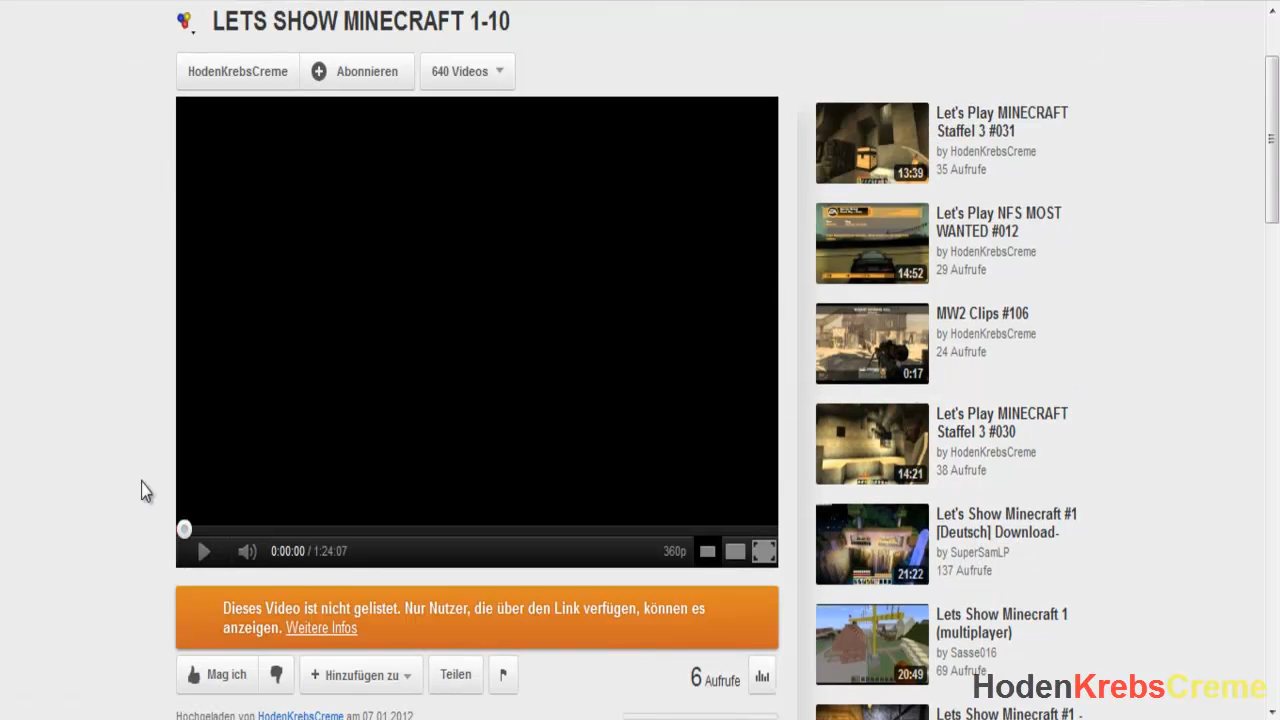 LETS SHOW MINECRAFT 1-10
HodenKrebsCreme
Abonnieren
640 Videos
0:00:00 / 1:24:07
360p
Dieses Video ist nicht gelistet. Nur Nutzer, die über den Link verfügen, können es
anzeigen. Weitere Infos
Mag ich
Hinzufügen zu
Teilen
6 Aufrufe
Hochgeladen von HodenKrebsCreme am 07.01.2012
13:39
Let's Play MINECRAFT
Staffel 3 #031
by HodenKrebsCreme
35 Aufrufe
14:52
Let's Play NFS MOST
WANTED #012
by HodenKrebsCreme
29 Aufrufe
0:17
MW2 Clips #106
by HodenKrebsCreme
24 Aufrufe
14:21
Let's Play MINECRAFT
Staffel 3 #030
by HodenKrebsCreme
38 Aufrufe
21:22
Let's Show Minecraft #1
[Deutsch] Download-
by SuperSamLP
137 Aufrufe
20:49
Lets Show Minecraft 1
(multiplayer)
by Sasse016
69 Aufrufe
Let's Show Minecraft #1 -
HodenKrebsCreme